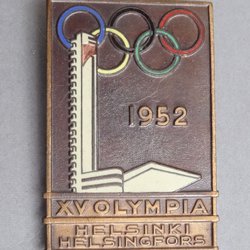 1952
XV OLYMPIA
HELSINKI
HELSINGFORS